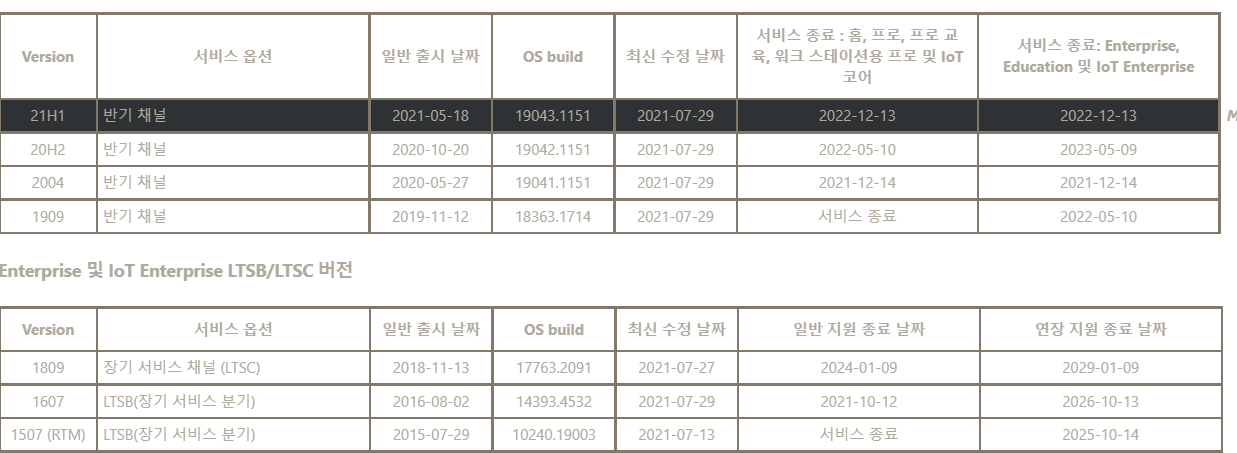 Version 서비스 옵션 일반 출시 날짜 OS build 최신 수정 날짜 서비스 종료 : 홈, 프로, 프로 교육, 워크 스테이션용 프로 및 IoT 코어 서비스 종료: Enterprise, Education 및 IoT Enterprise
21H1 반기 채널 2021-05-18 19043.1151 2021-07-29 2022-12-13 2022-12-13
20H2 반기 채널 2020-10-20 19042.1151 2021-07-29 2022-05-10 2023-05-09
2004 반기 채널 2020-05-27 19041.1151 2021-07-29 2021-12-14 2021-12-14
1909 반기 채널 2019-11-12 18363.1714 2021-07-29 서비스 종료 2022-05-10
Enterprise 및 IoT Enterprise LTSB/LTSC 버전
Version 서비스 옵션 일반 출시 날짜 OS build 최신 수정 날짜 일반 지원 종료 날짜 연장 지원 종료 날짜
1809 장기 서비스 채널 (LTSC) 2018-11-13 17763.2091 2021-07-27 2024-01-09 2029-01-09
1607 LTSB(장기 서비스 분기) 2016-08-02 14393.4532 2021-07-29 2021-10-12 2026-10-13
1507 (RTM) LTSB(장기 서비스 분기) 2015-07-29 10240.19003 2021-07-13 서비스 종료 2025-10-14